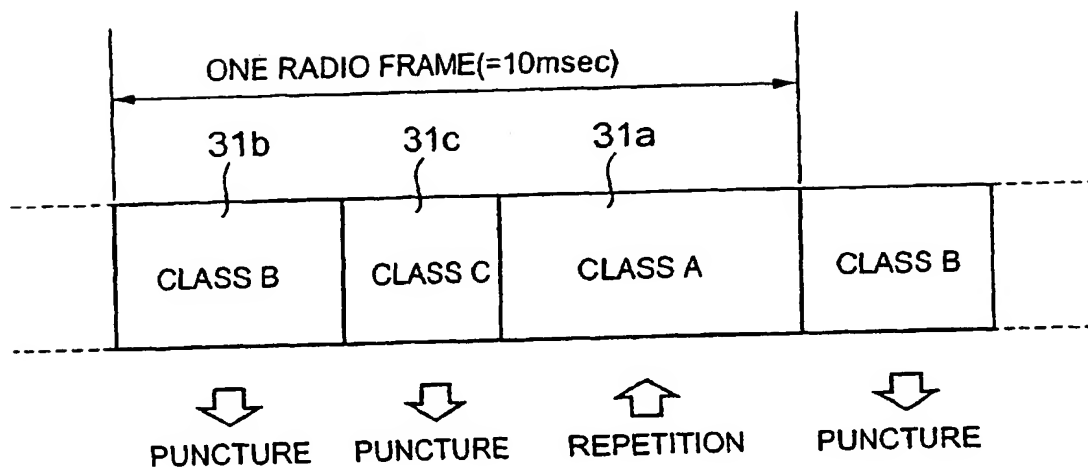 ONE RADIO FRAME(=10msec)
31b 31c 31a
CLASS B CLASS C CLASS A CLASS B
PUNCTURE PUNCTURE REPETITION PUNCTURE